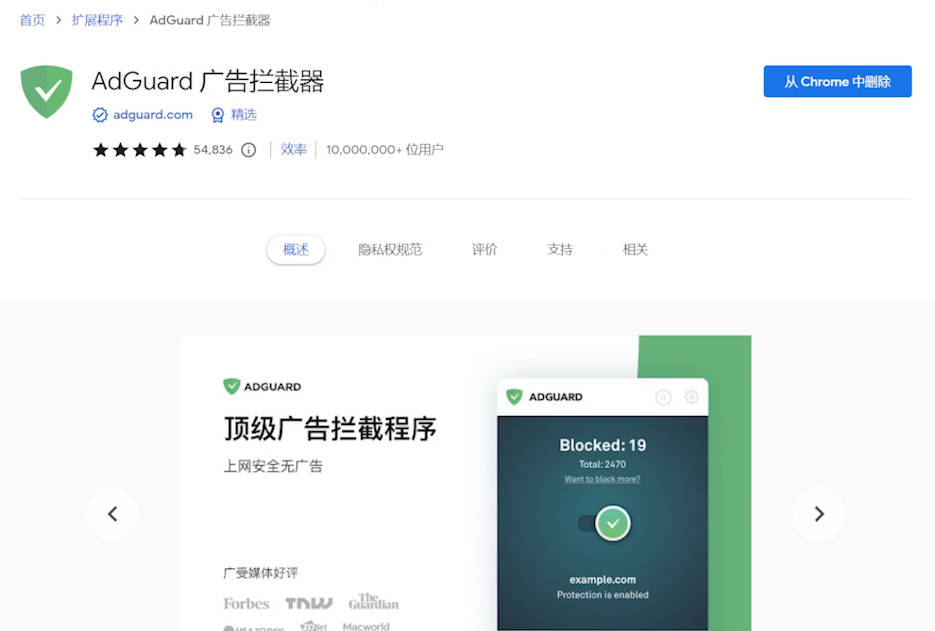 首页 > 扩展程序 > AdGuard 广告拦截器
AdGuard 广告拦截器
从 Chrome 中删除
adguard.com 精选
54,836 效率 10,000,000+ 位用户
概述 隐私权规范 评价 支持 相关
ADGUARD
顶级广告拦截程序
上网安全无广告
广受媒体好评
Forbes TNW The Guardian
USA TODAY ZDNet Macworld
ADGUARD
Blocked: 19
Total: 2470
Want to block more?
example.com
Protection is enabled